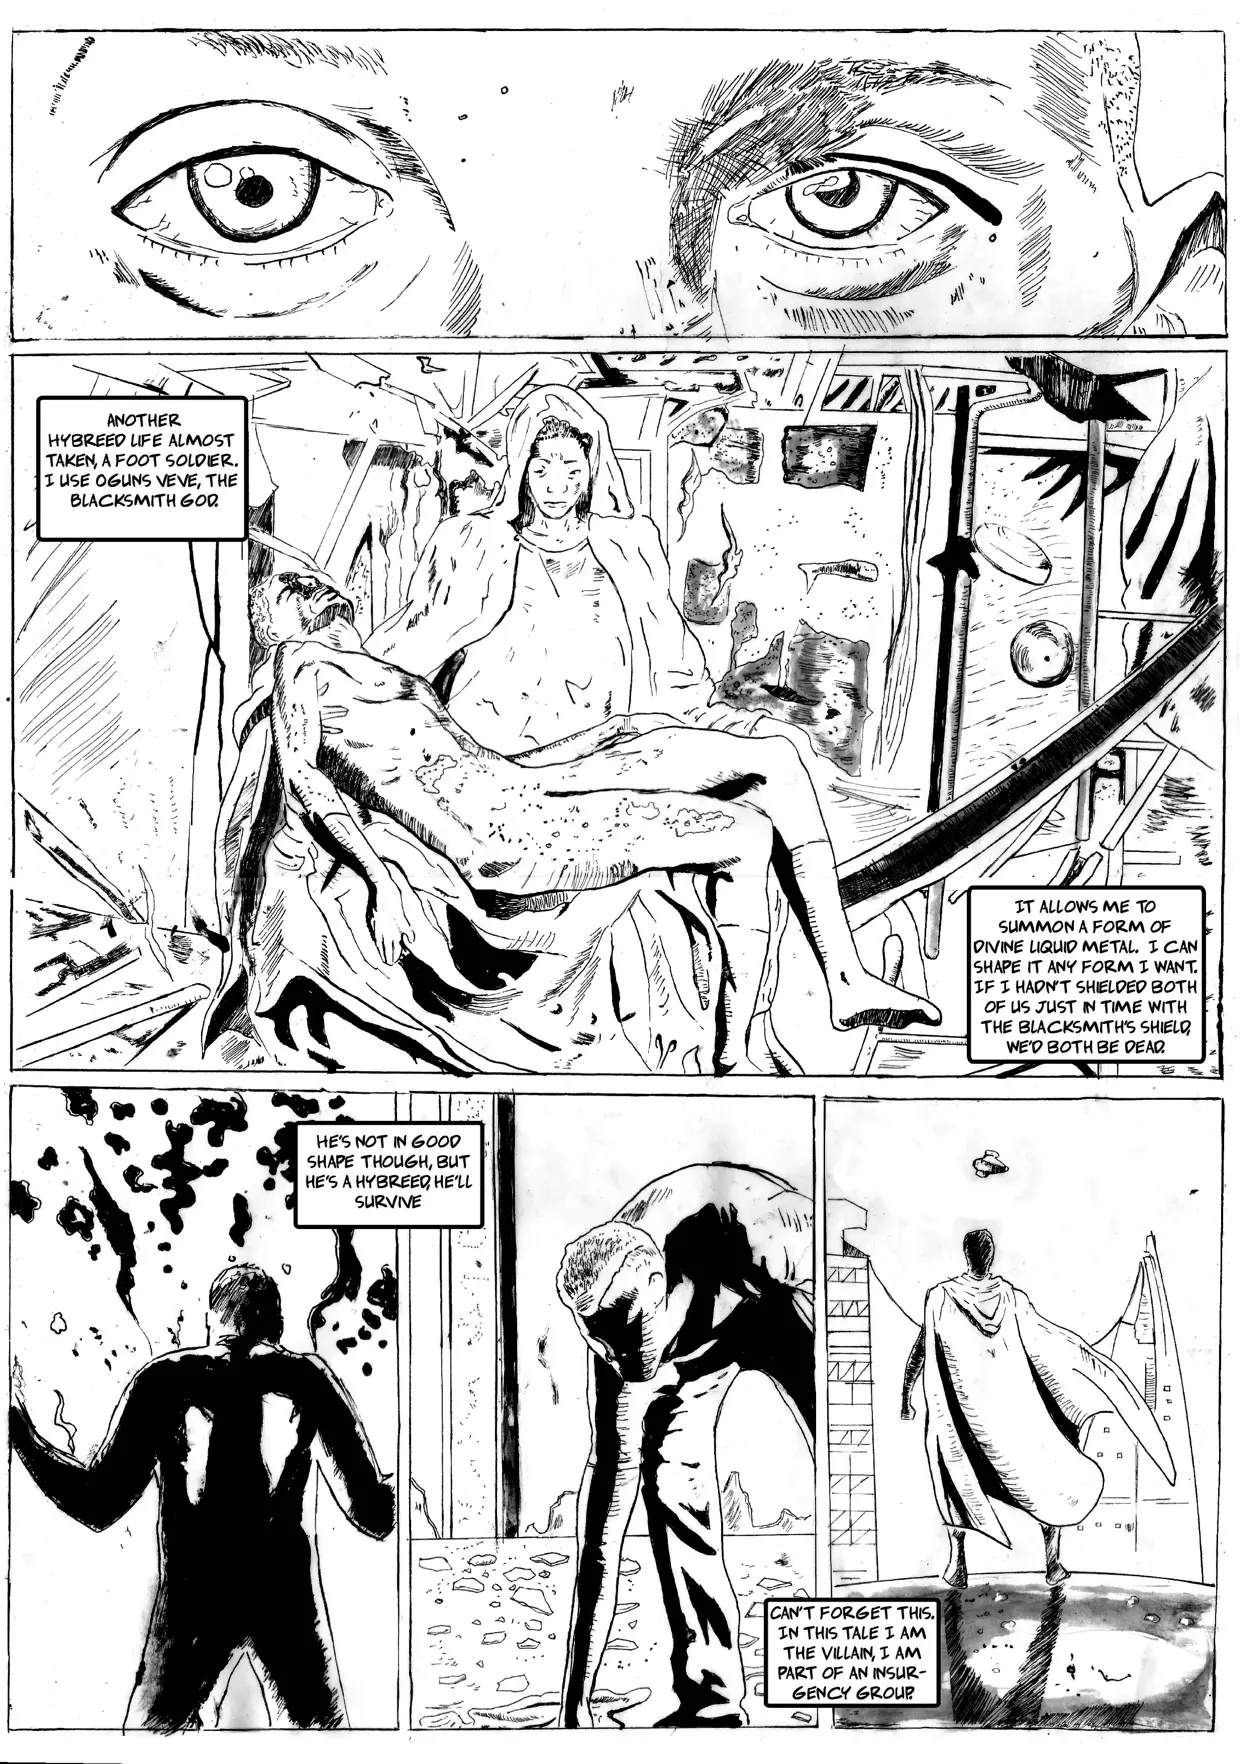 ANOTHER
HYBREED LIFE ALMOST
TAKEN, A FOOT SOLDIER.
I USE OGUNS VEVE, THE
BLACKSMITH GOD.
IT ALLOWS ME TO
SUMMON A FORM OF
DIVINE LIQUID METAL. I CAN
SHAPE IT ANY FORM I WANT.
IF I HADN'T SHIELDED BOTH
OF US JUST IN TIME WITH
THE BLACKSMITH'S SHIELD,
WE'D BOTH BE DEAD.
HE'S NOT IN GOOD
SHAPE THOUGH, BUT
HE'S A HYBREED, HE'LL
SURVIVE
CAN'T FORGET THIS.
IN THIS TALE I AM
THE VILLAIN, I AM
PART OF AN INSUR-
GENCY GROUP.